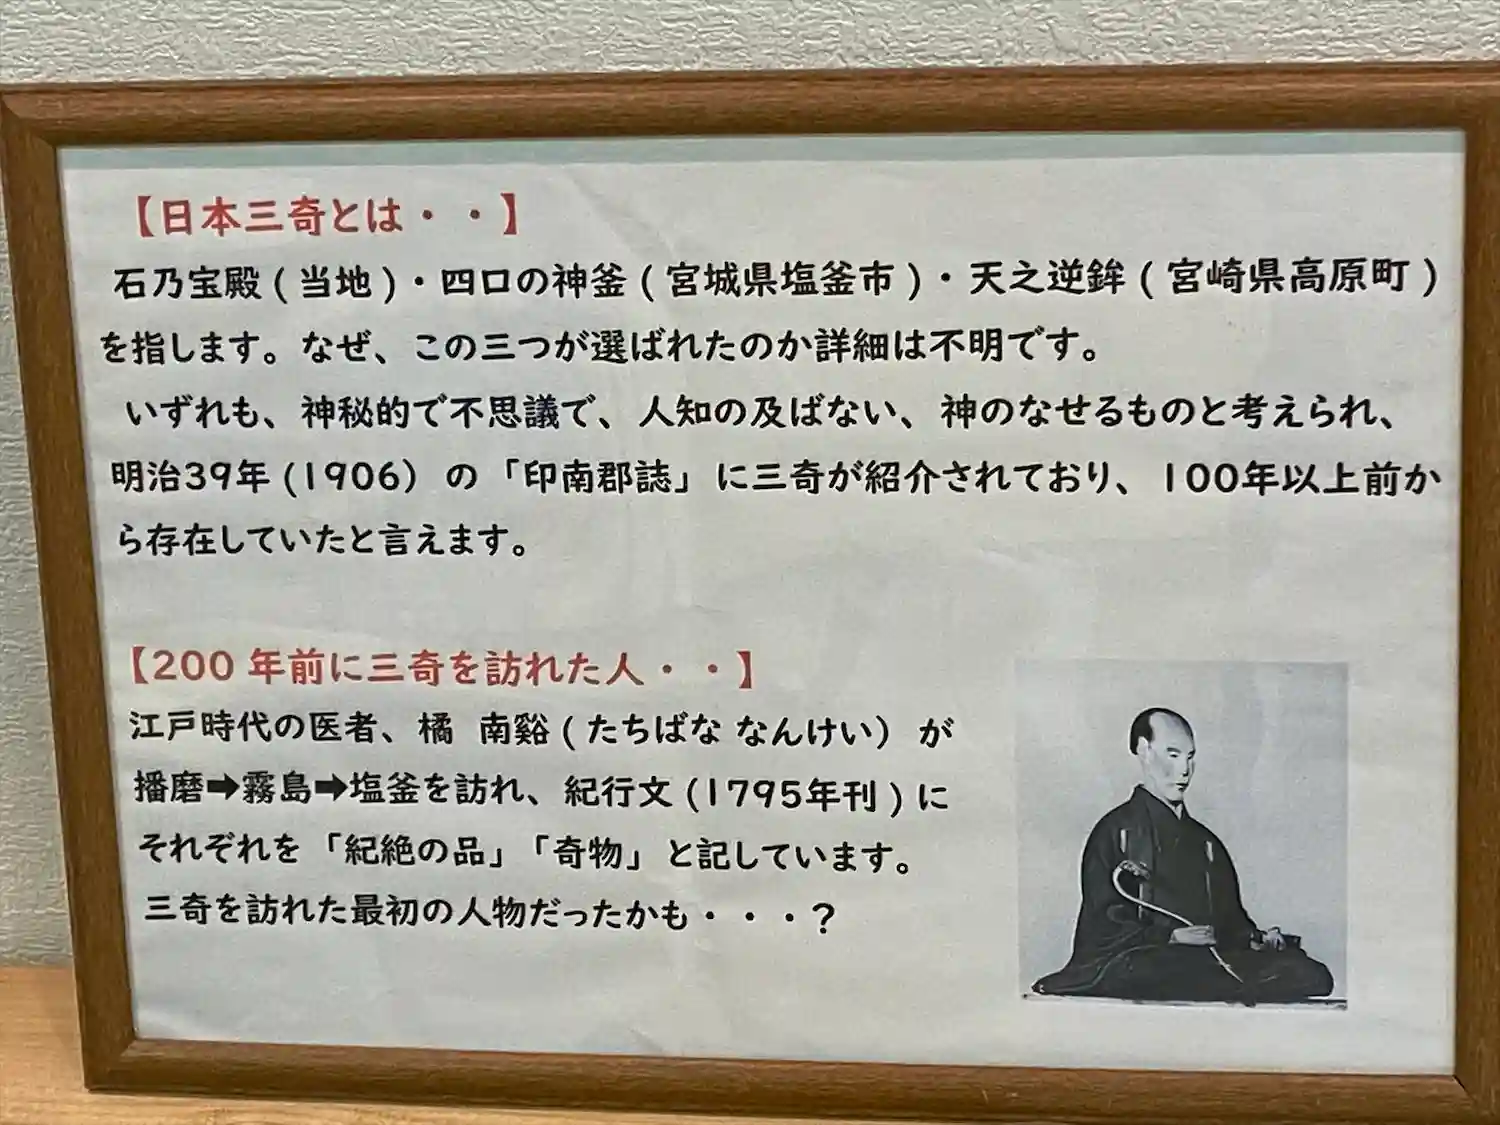 【日本三奇とは・・】
石乃宝殿(当地)・四口の神釜(宮城県塩釜市)・天之逆鉾(宮崎県高原町)
を指します。なぜ、この三つが選ばれたのか詳細は不明です。
いずれも、神秘的で不思議で、人知の及ばない、神のなせるものと考えられ、
明治39年(1906)の「印南郡誌」に三奇が紹介されており、100年以上前か
ら存在していたと言えます。
【200年前に三奇を訪れた人・・】
江戸時代の医者、橘 南谿(たちばな なんけい)が
播磨➡霧島➡塩釜を訪れ、紀行文(1795年刊)に
それぞれを「紀絶の品」「奇物」と記しています。
三奇を訪れた最初の人物だったかも・・・?